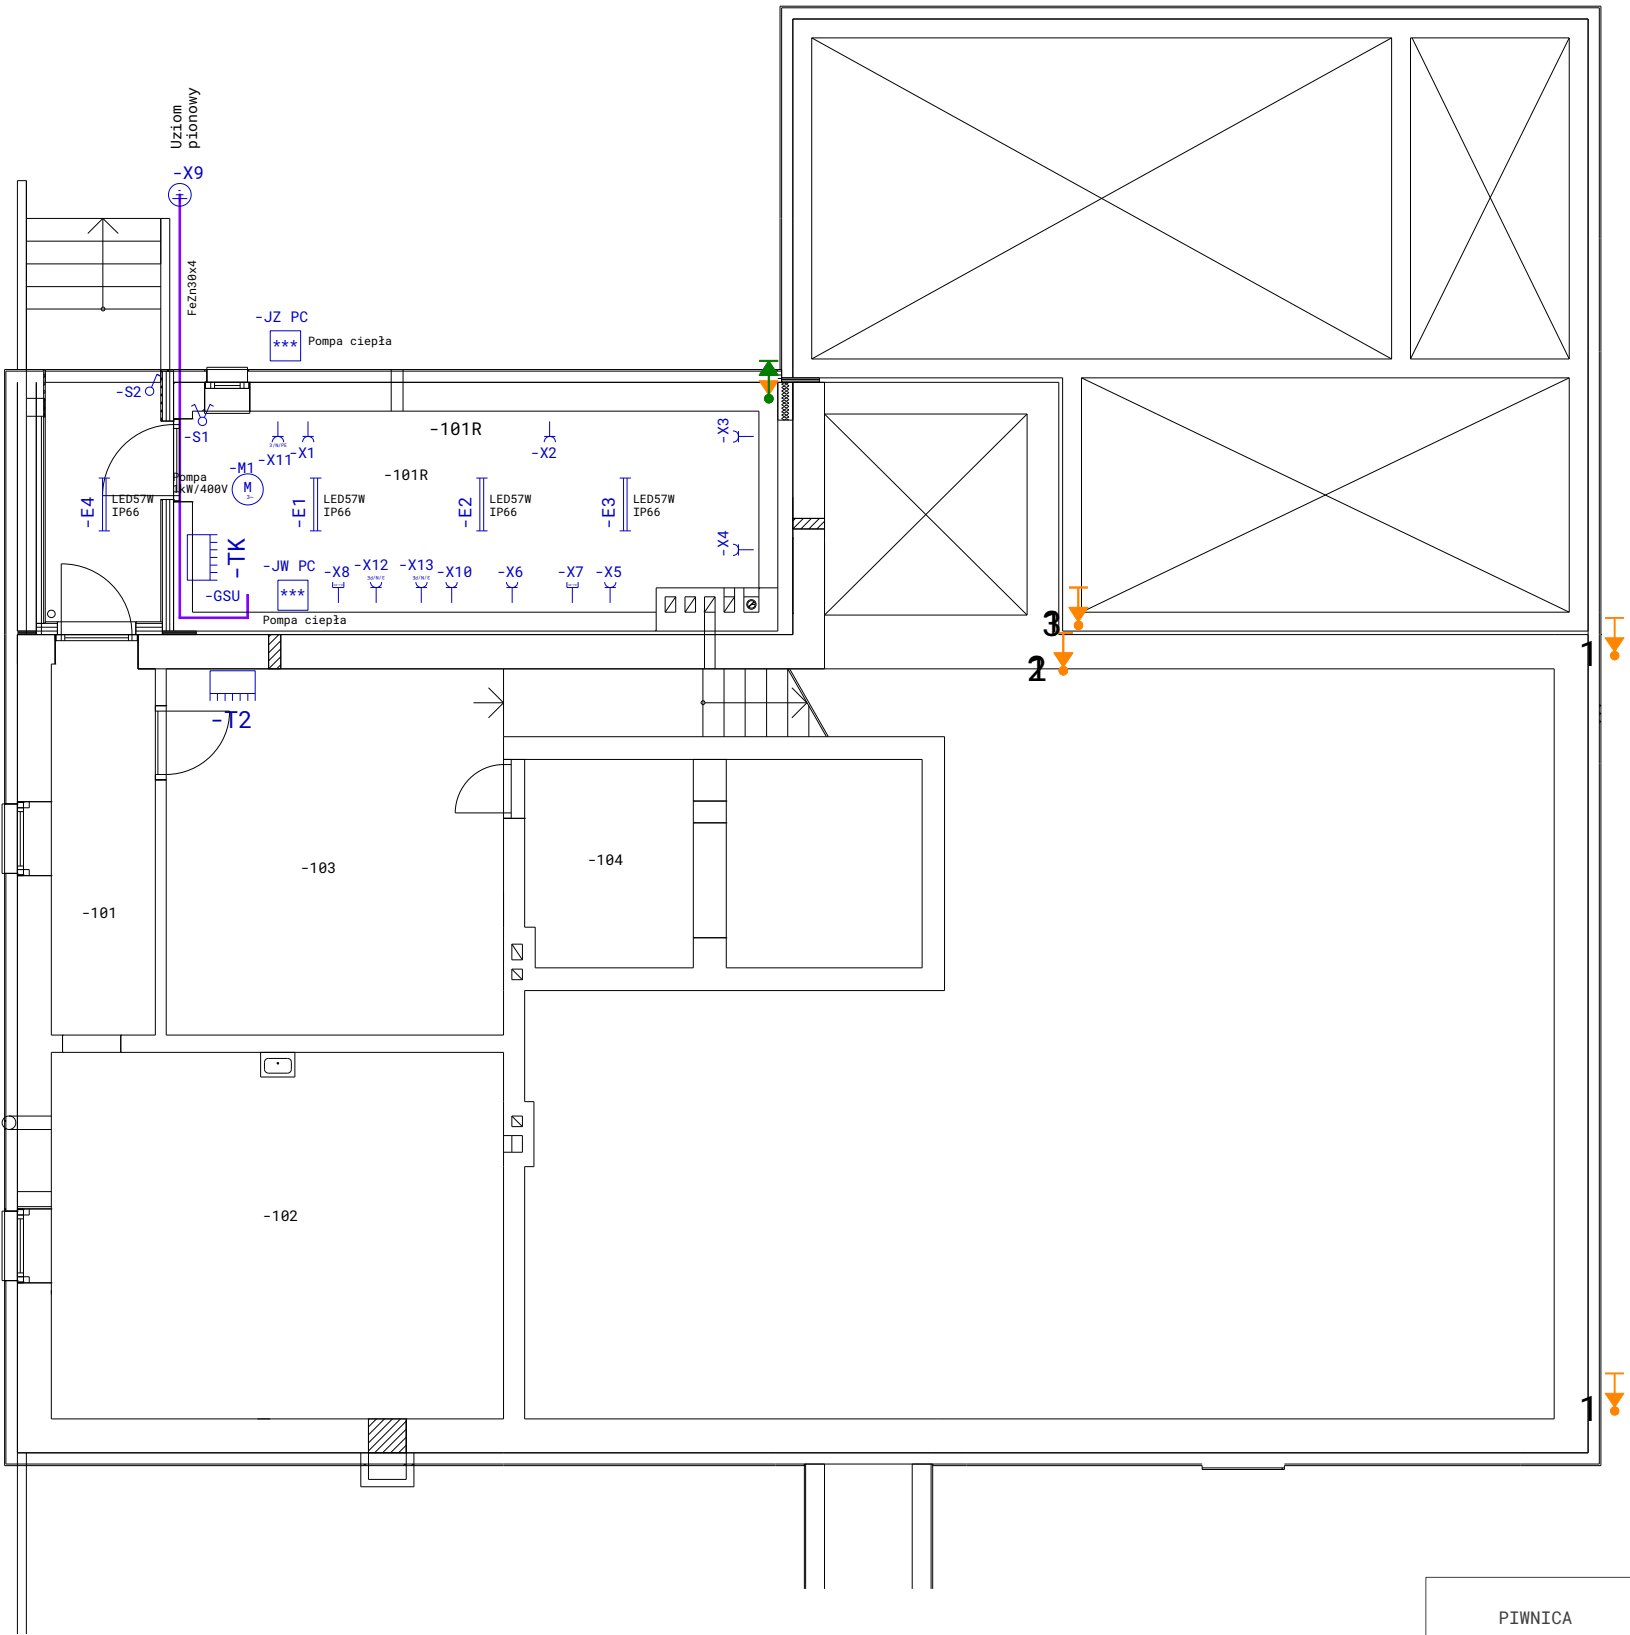 Uziom
pionowy
-X9
FeZn30x4
-JZ PC
***
Pompa ciepła
-S2
-S1
-X11
3/N/PE
-X1
-101R
-X2
-X3
-M1
M
3~
Pompa
1kW/400V
-101R
-E4
LED57W
IP66
-E1
LED57W
IP66
-E2
LED57W
IP66
-E3
LED57W
IP66
-X4
-TK
-GSU
-JW PC
***
Pompa ciepła
-X8
-X12
-X13
-X10
-X6
-X7
-X5
-T2
1
1
-103
-104
-101
-102
PIWNICA